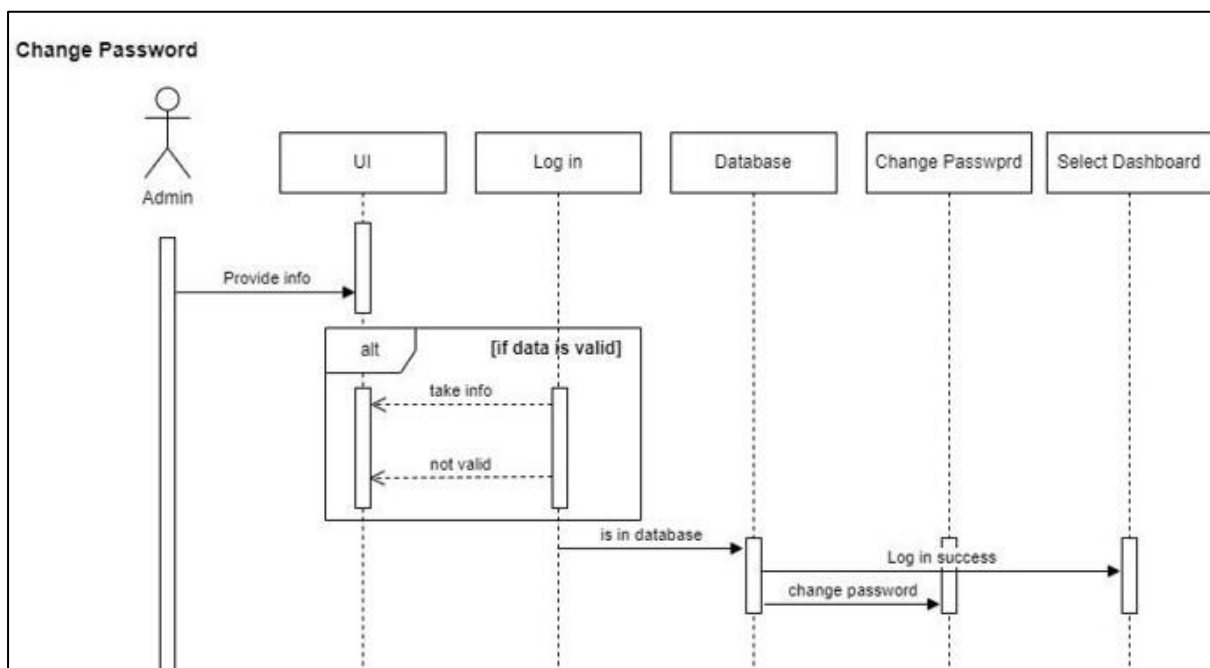 Change Password
Admin
UI
Log in
Database
Change Passwprd
Select Dashboard
Provide info
alt
[if data is valid]
take info
not valid
is in database
Log in success
change password